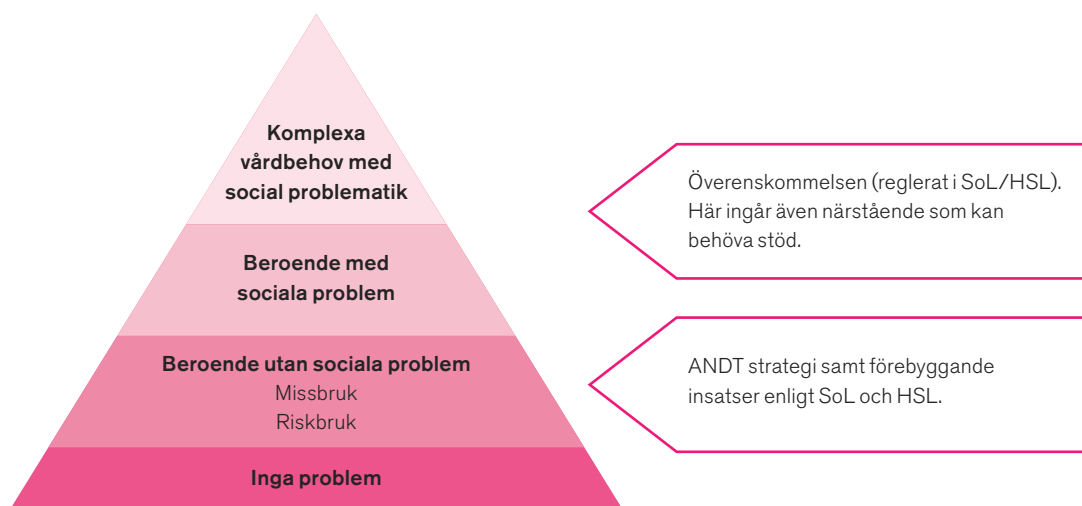 Komplexa
vårdbehov med
social problematik
Beroende med
sociala problem
Beroende utan sociala problem
Missbruk
Riskbruk
Inga problem
Överenskommelsen (reglerat i SoL/HSL).
Här ingår även närstående som kan
behöva stöd.
ANDT strategi samt förebyggande
insatser enligt SoL och HSL.